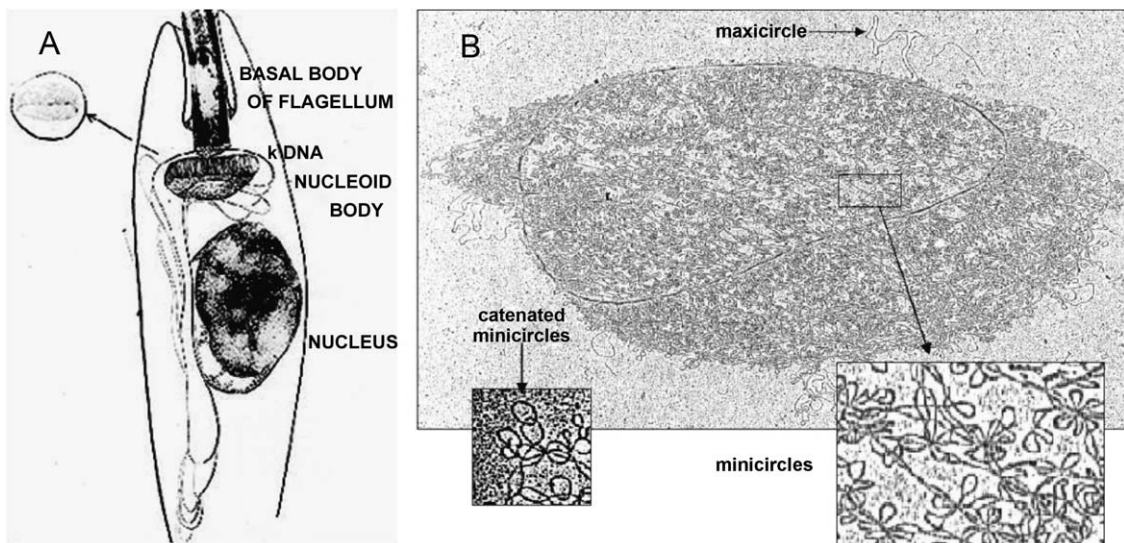 A
BASAL BODY
OF FLAGELLUM
k DNA
NUCLEOID
BODY
NUCLEUS
B
maxicircle
catenated
minicircles
minicircles